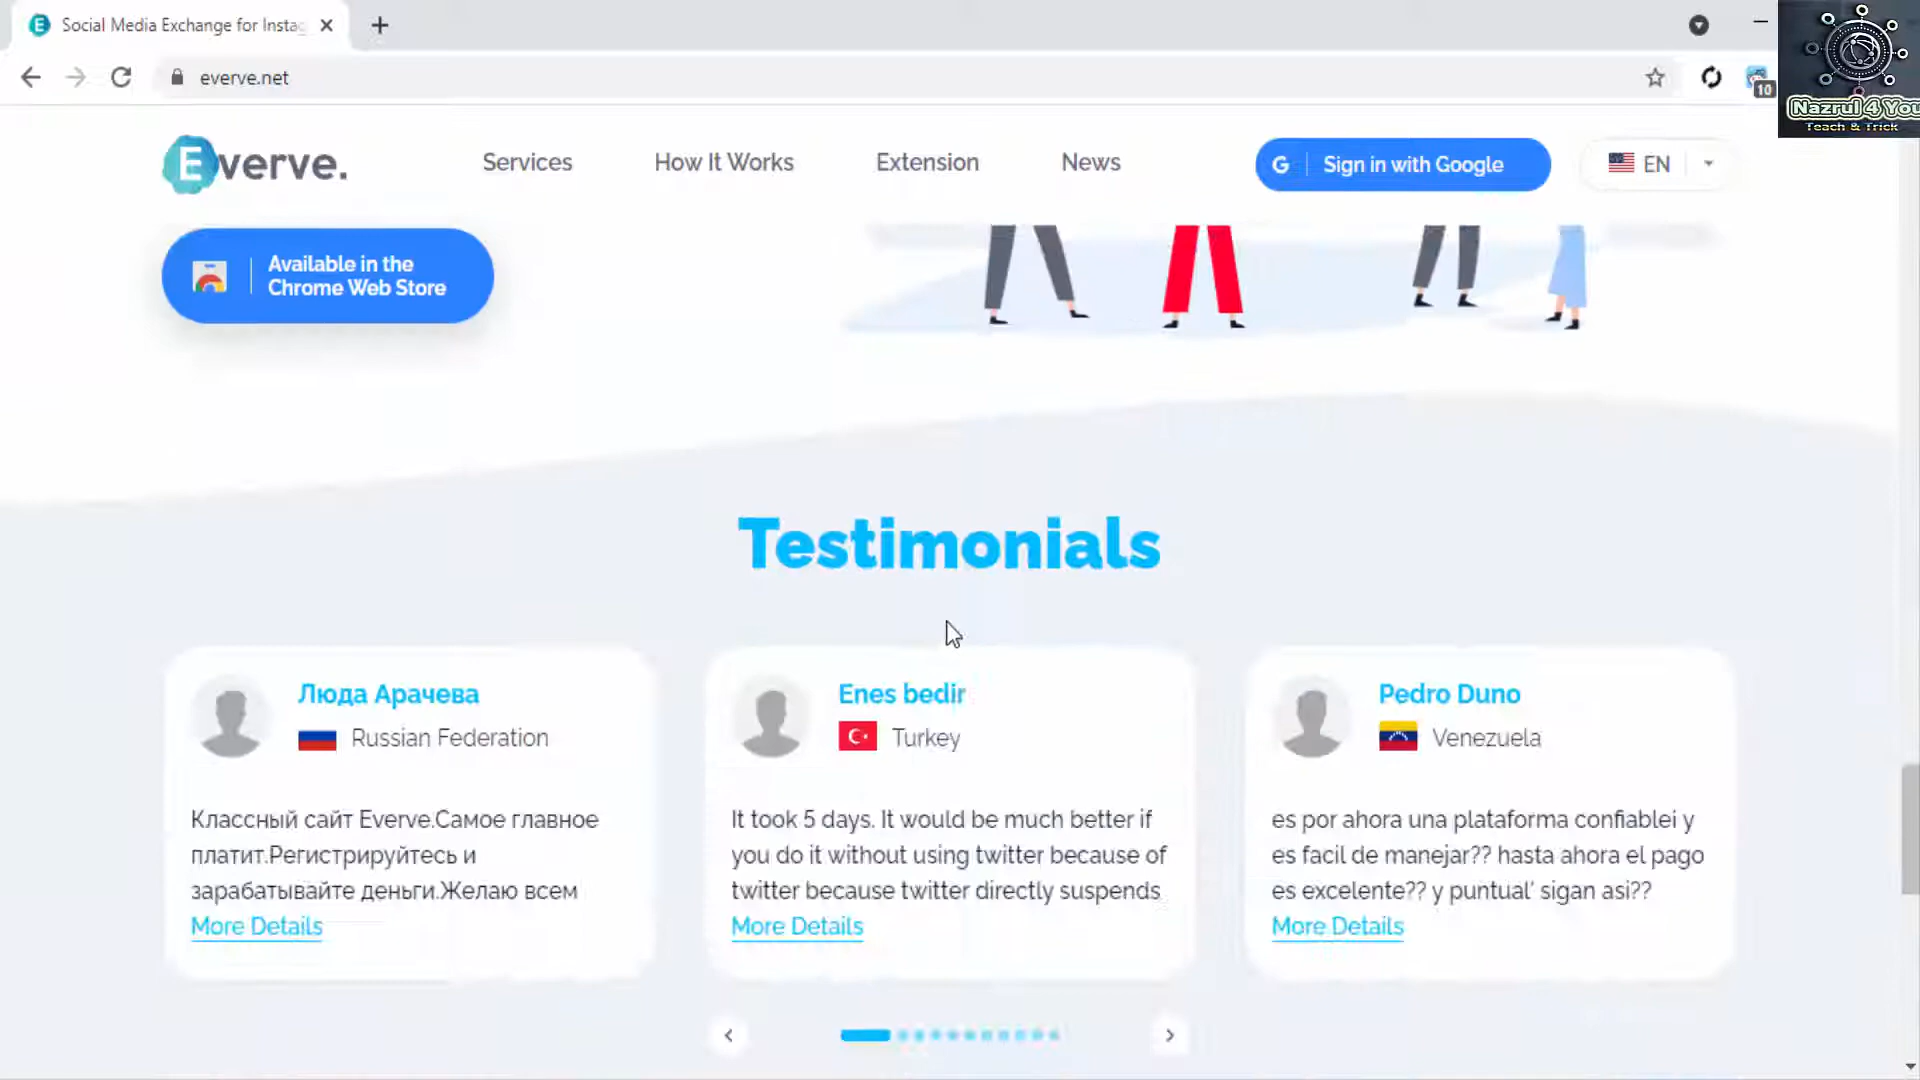 Social Media Exchange for Insta
everve.net
10
Nazrul 4 You
Teach & Trick
Everve.
Services
How It Works
Extension
News
G
Sign in with Google
EN
Available in the
Chrome Web Store
Testimonials
Люда Арачева
Russian Federation
Классный сайт Everve.Самое главное
платит.Регистрируйтесь и
зарабатывайте деньги.Желаю всем
More Details
Enes bedir
Turkey
It took 5 days. It would be much better if
you do it without using twitter because of
twitter because twitter directly suspends
More Details
Pedro Duno
Venezuela
es por ahora una plataforma confiablei y
es facil de manejar?? hasta ahora el pago
es excelente?? y puntual' sigan asi??
More Details